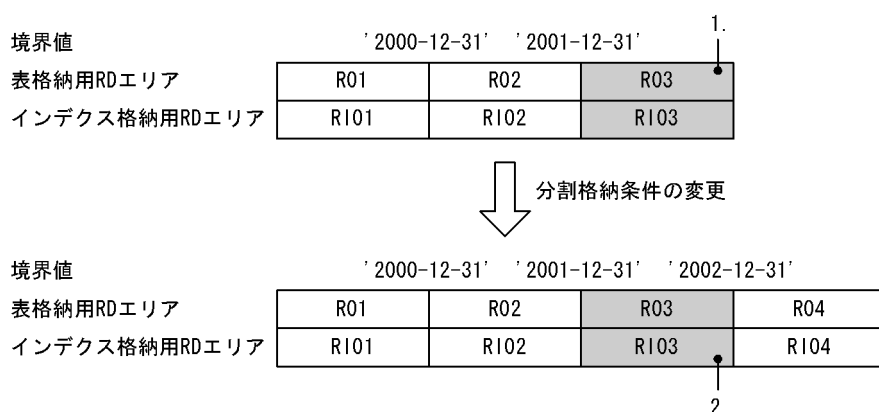 1.
境界値 '2000-12-31' '2001-12-31'
表格納用RDエリア R01 R02 R03
インデクス格納用RDエリア RI01 RI02 RI03
分割格納条件の変更
境界値 '2000-12-31' '2001-12-31' '2002-12-31'
表格納用RDエリア R01 R02 R03 R04
インデクス格納用RDエリア RI01 RI02 RI03 RI04
2